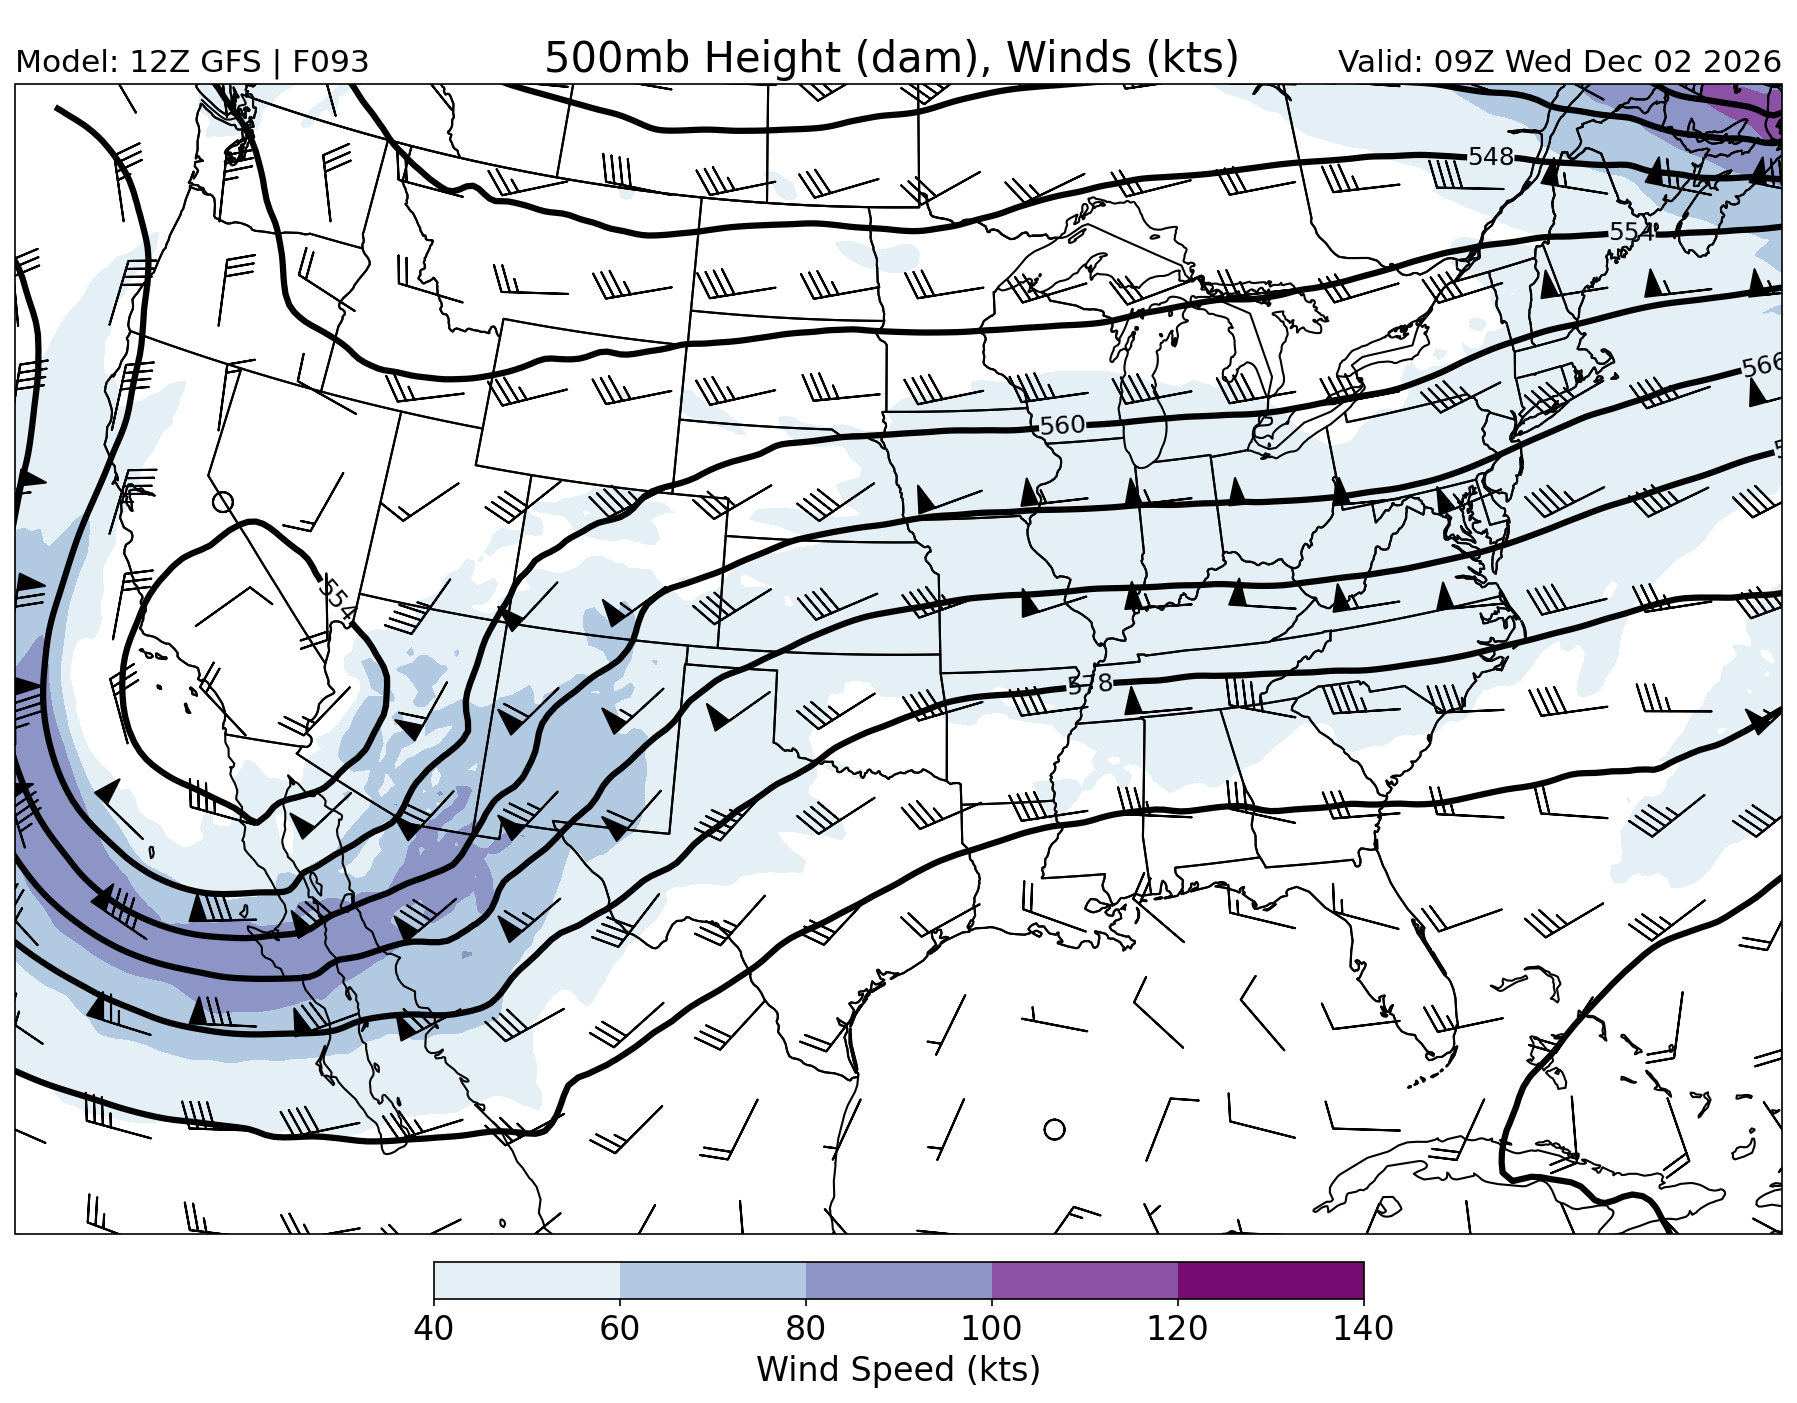 Model: 12Z GFS | F093
500mb Height (dam), Winds (kts)
Valid: 09Z Wed Dec 02 2026
548
554
566
560
554
578
40 60 80 100 120 140
Wind Speed (kts)